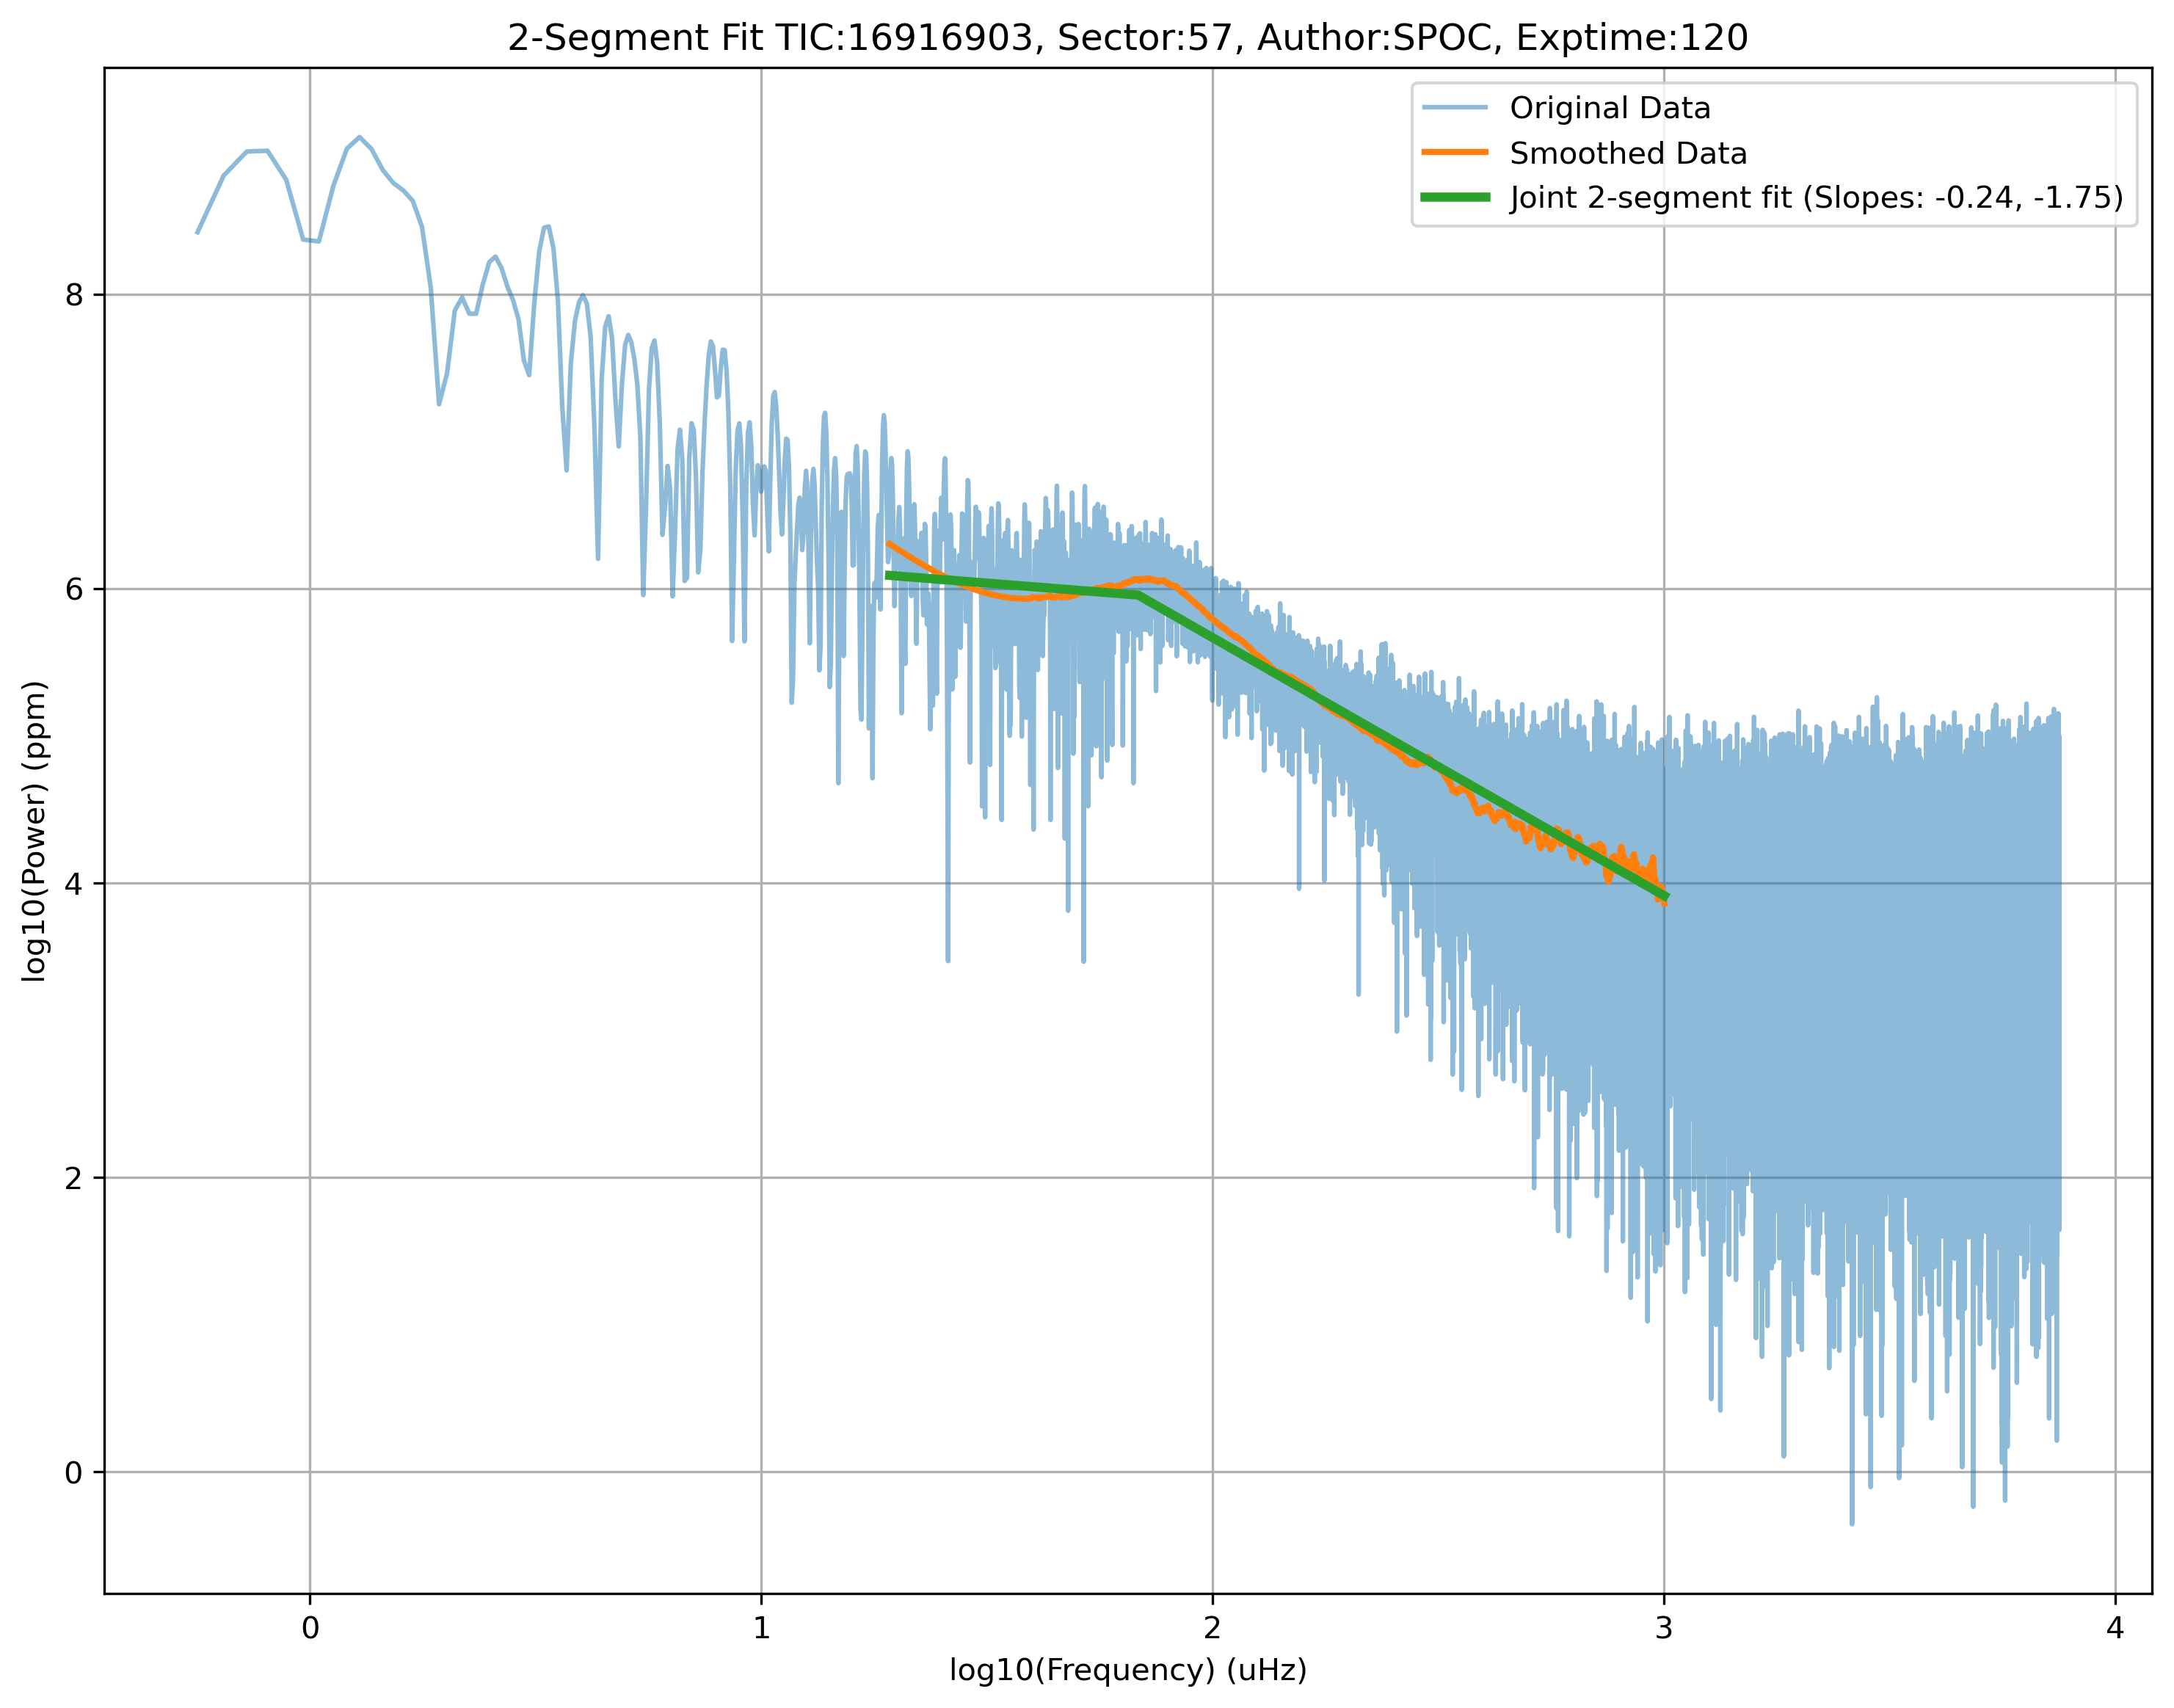 2-Segment Fit TIC:16916903, Sector:57, Author:SPOC, Exptime:120
Original Data
Smoothed Data
Joint 2-segment fit (Slopes: -0.24, -1.75)
log10(Power) (ppm)
8
6
4
2
0
0 1 2 3 4
log10(Frequency) (uHz)